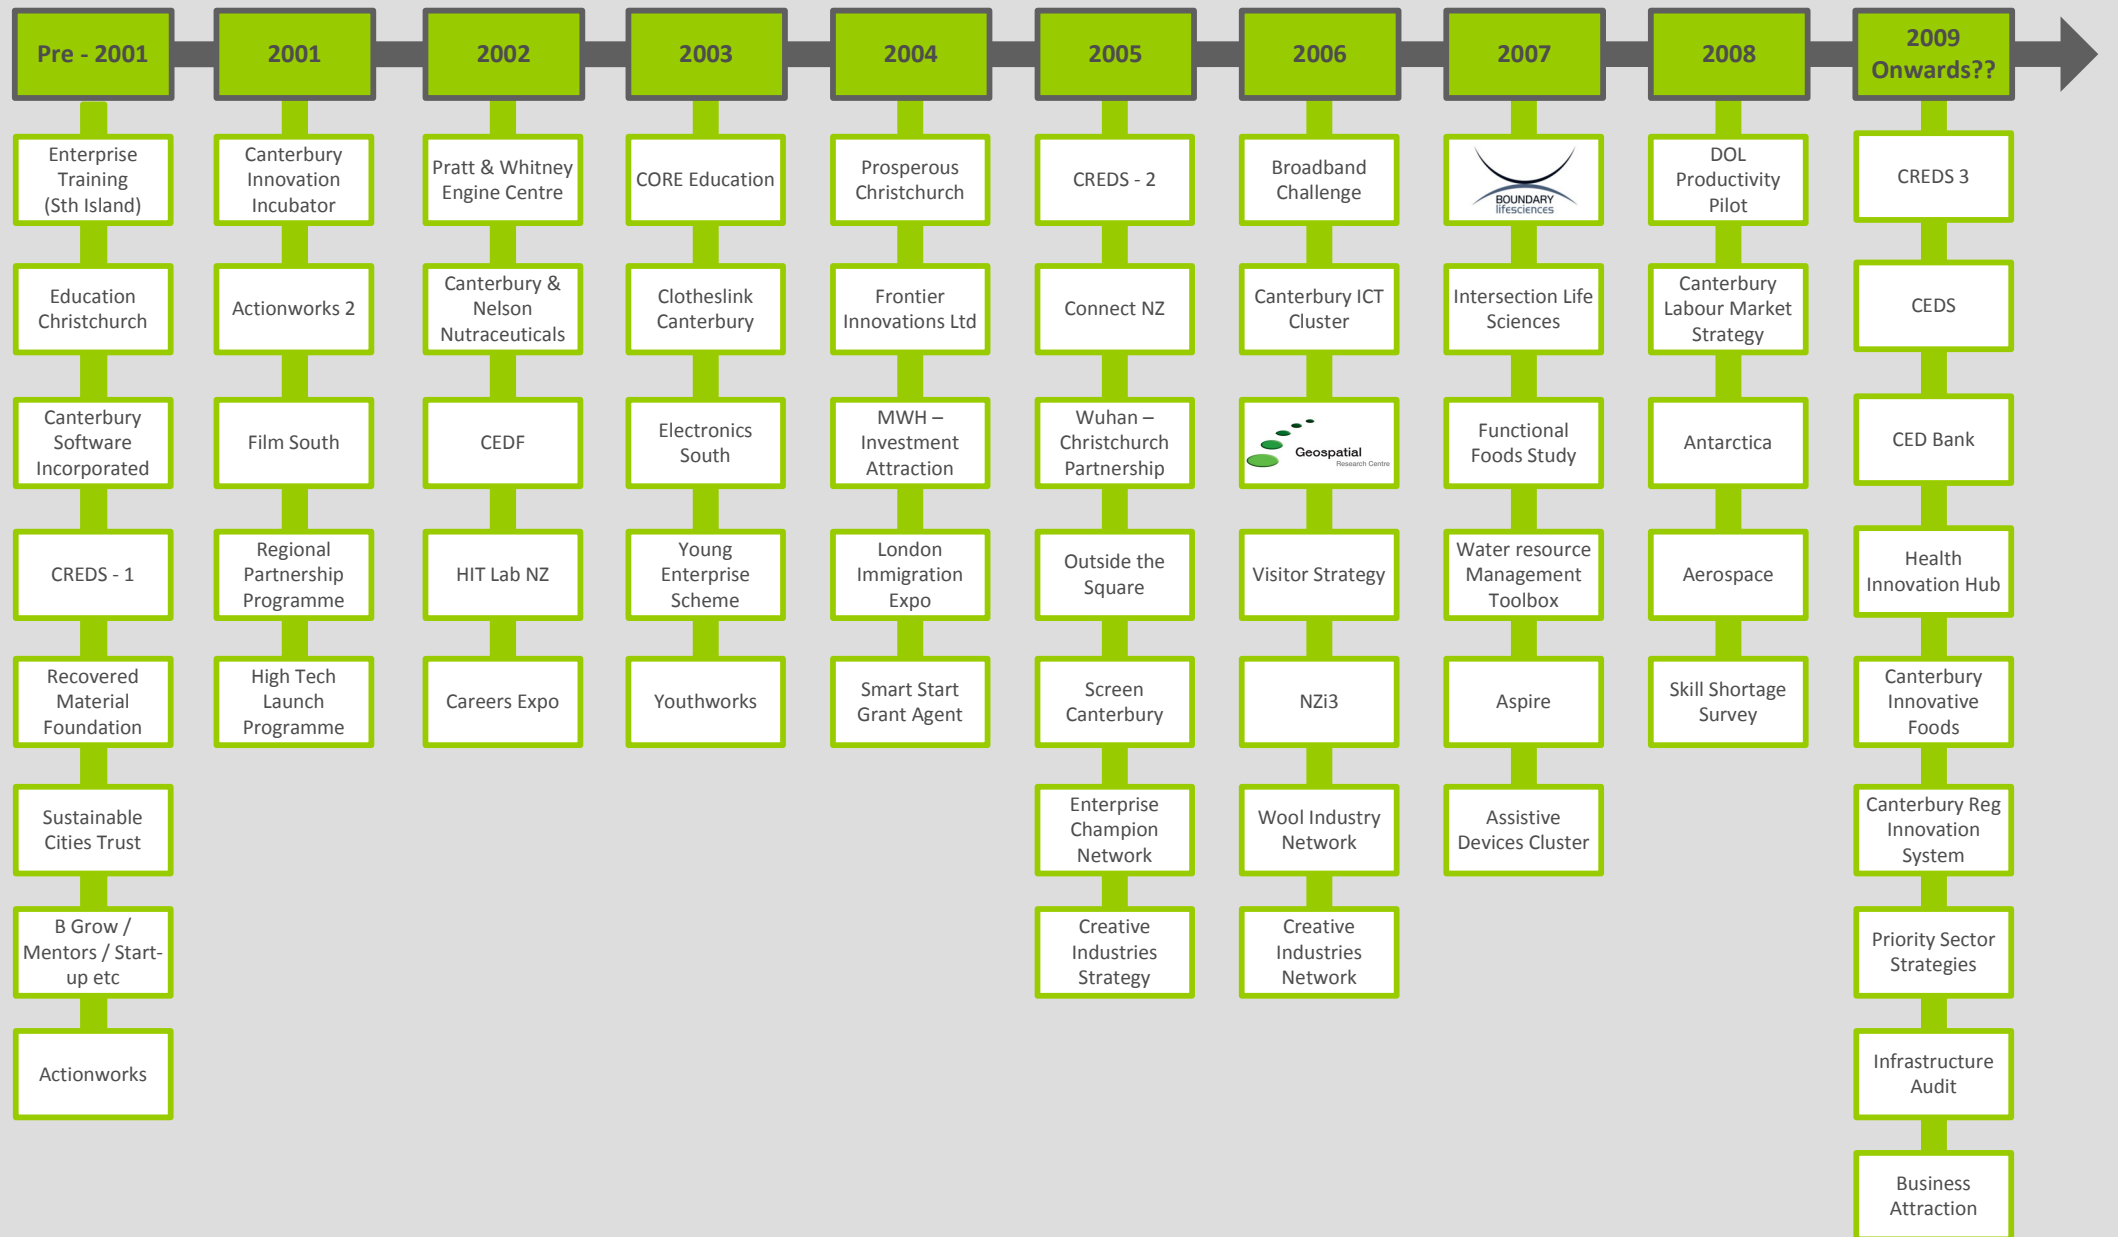 Pre - 2001
2001
2002
2003
2004
2005
2006
2007
2008
2009
Onwards??
Enterprise
Training
(Sth Island)
Education
Christchurch
Canterbury
Software
Incorporated
CREDS - 1
Recovered
Material
Foundation
Sustainable
Cities Trust
B Grow /
Mentors / Start-
up etc
Actionworks
Canterbury
Innovation
Incubator
Actionworks 2
Film South
Regional
Partnership
Programme
High Tech
Launch
Programme
Pratt & Whitney
Engine Centre
Canterbury &
Nelson
Nutraceuticals
CEDF
HIT Lab NZ
Careers Expo
CORE Education
Clotheslink
Canterbury
Electronics
South
Young
Enterprise
Scheme
Youthworks
Prosperous
Christchurch
Frontier
Innovations Ltd
MWH –
Investment
Attraction
London
Immigration
Expo
Smart Start
Grant Agent
CREDS - 2
Connect NZ
Wuhan –
Christchurch
Partnership
Outside the
Square
Screen
Canterbury
Enterprise
Champion
Network
Creative
Industries
Strategy
Broadband
Challenge
Canterbury ICT
Cluster
Geospatial
Research Centre
Visitor Strategy
NZi3
Wool Industry
Network
Creative
Industries
Network
BOUNDARY
lifesciences
Intersection Life
Sciences
Functional
Foods Study
Water resource
Management
Toolbox
Aspire
Assistive
Devices Cluster
DOL
Productivity
Pilot
Canterbury
Labour Market
Strategy
Antarctica
Aerospace
Skill Shortage
Survey
CREDS 3
CEDS
CED Bank
Health
Innovation Hub
Canterbury
Innovative
Foods
Canterbury Reg
Innovation
System
Priority Sector
Strategies
Infrastructure
Audit
Business
Attraction